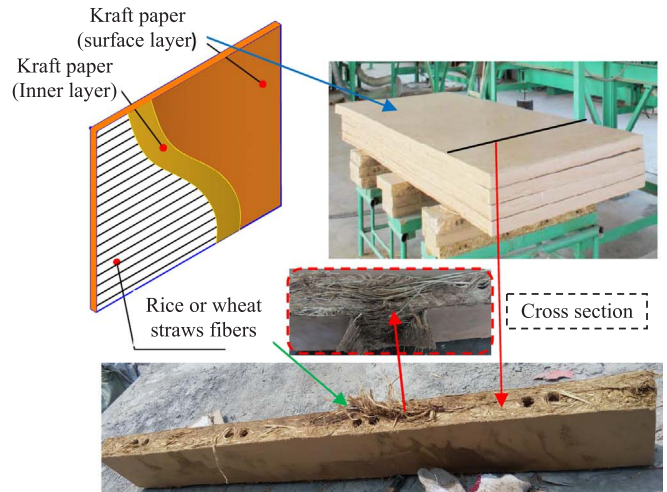 Kraft paper
(surface layer)
Kraft paper
(Inner layer)
Rice or wheat
straws fibers
Cross section